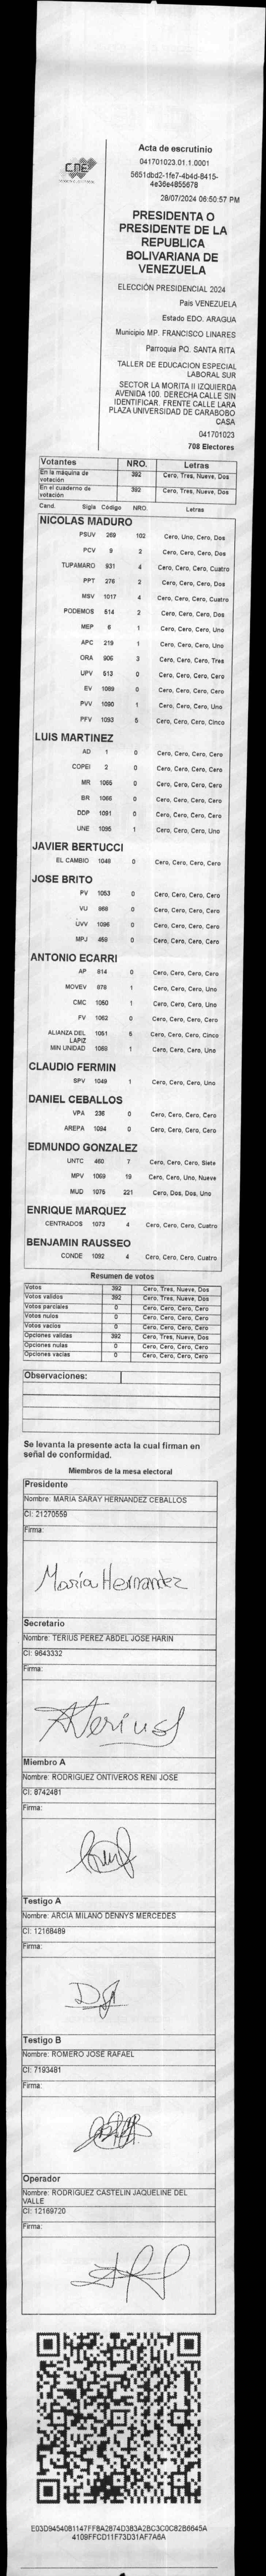 CNE
Acta de escrutinio
041701023.01.1.0001
5651dbd2-1fe7-4b4d-8415-
4e36e4855678
28/07/2024 06:50:57 PM
PRESIDENTA O
PRESIDENTE DE LA
REPUBLICA
BOLIVARIANA DE
VENEZUELA
ELECCIÓN PRESIDENCIAL 2024
Pais VENEZUELA
Estado EDO. ARAGUA
Municipio MP. FRANCISCO LINARES
Parroquia PQ. SANTA RITA
TALLER DE EDUCACION ESPECIAL
LABORAL SUR
SECTOR LA MORITA II IZQUIERDA
AVENIDA 100. DERECHA CALLE SIN
IDENTIFICAR. FRENTE CALLE LARA
PLAZA UNIVERSIDAD DE CARABOBO
CASA
041701023
708 Electores
Votantes NRO. Letras
En la máquina de votación 392 Cero, Tres, Nueve, Dos
En el cuaderno de votación 392 Cero, Tres, Nueve, Dos
Cand. Sigla Código NRO. Letras
NICOLAS MADURO
PSUV 269 102 Cero, Uno, Cero, Dos
PCV 9 2 Cero, Cero, Cero, Dos
TUPAMARO 831 4 Cero, Cero, Cero, Cuatro
PPT 276 2 Cero, Cero, Cero, Dos
MSV 1017 4 Cero, Cero, Cero, Cuatro
PODEMOS 514 2 Cero, Cero, Cero, Dos
MEP 6 1 Cero, Cero, Cero, Uno
APC 219 1 Cero, Cero, Cero, Uno
ORA 906 3 Cero, Cero, Cero, Tres
UPV 513 0 Cero, Cero, Cero, Cero
EV 1089 0 Cero, Cero, Cero, Cero
PVV 1090 1 Cero, Cero, Cero, Uno
PFV 1093 5 Cero, Cero, Cero, Cinco
LUIS MARTINEZ
AD 1 0 Cero, Cero, Cero, Cero
COPEI 2 0 Cero, Cero, Cero, Cero
MR 1065 0 Cero, Cero, Cero, Cero
BR 1066 0 Cero, Cero, Cero, Cero
DDP 1091 0 Cero, Cero, Cero, Cero
UNE 1095 1 Cero, Cero, Cero, Uno
JAVIER BERTUCCI
EL CAMBIO 1048 0 Cero, Cero, Cero, Cero
JOSE BRITO
PV 1053 0 Cero, Cero, Cero, Cero
VU 868 0 Cero, Cero, Cero, Cero
UVV 1096 0 Cero, Cero, Cero, Cero
MPJ 459 0 Cero, Cero, Cero, Cero
ANTONIO ECARRI
AP 814 0 Cero, Cero, Cero, Cero
MOVEV 878 1 Cero, Cero, Cero, Uno
CMC 1050 1 Cero, Cero, Cero, Uno
FV 1062 0 Cero, Cero, Cero, Cero
ALIANZA DEL LAPIZ 1051 5 Cero, Cero, Cero, Cinco
MIN UNIDAD 1068 1 Cero, Cero, Cero, Uno
CLAUDIO FERMIN
SPV 1049 1 Cero, Cero, Cero, Uno
DANIEL CEBALLOS
VPA 236 0 Cero, Cero, Cero, Cero
AREPA 1094 0 Cero, Cero, Cero, Cero
EDMUNDO GONZALEZ
UNTC 460 7 Cero, Cero, Cero, Siete
MPV 1069 19 Cero, Cero, Uno, Nueve
MUD 1075 221 Cero, Dos, Dos, Uno
ENRIQUE MARQUEZ
CENTRADOS 1073 4 Cero, Cero, Cero, Cuatro
BENJAMIN RAUSSEO
CONDE 1092 4 Cero, Cero, Cero, Cuatro
Resumen de votos
Votos 392 Cero, Tres, Nueve, Dos
Votos validos 392 Cero, Tres, Nueve, Dos
Votos parciales 0 Cero, Cero, Cero, Cero
Votos nulos 0 Cero, Cero, Cero, Cero
Votos vacios 0 Cero, Cero, Cero, Cero
Opciones validas 392 Cero, Tres, Nueve, Dos
Opciones nulas 0 Cero, Cero, Cero, Cero
Opciones vacias 0 Cero, Cero, Cero, Cero
Observaciones:
Se levanta la presente acta la cual firman en
señal de conformidad.
Miembros de la mesa electoral
Presidente
Nombre: MARIA SARAY HERNANDEZ CEBALLOS
CI: 21270559
Firma:
María Hernandez
Secretario
Nombre: TERIUS PEREZ ABDEL JOSE HARIN
CI: 9643332
Firma:
Miembro A
Nombre: RODRIGUEZ ONTIVEROS RENI JOSE
CI: 8742481
Firma:
Testigo A
Nombre: ARCIA MILANO DENNYS MERCEDES
CI: 12168489
Firma:
Testigo B
Nombre: ROMERO JOSE RAFAEL
CI: 7193481
Firma:
Operador
Nombre: RODRIGUEZ CASTELIN JAQUELINE DEL
VALLE
CI: 12169720
Firma:
E03D9454081147FF8A2874D383A2BC3C0C82B6645A
4109FFCD11F73D31AF7A6A